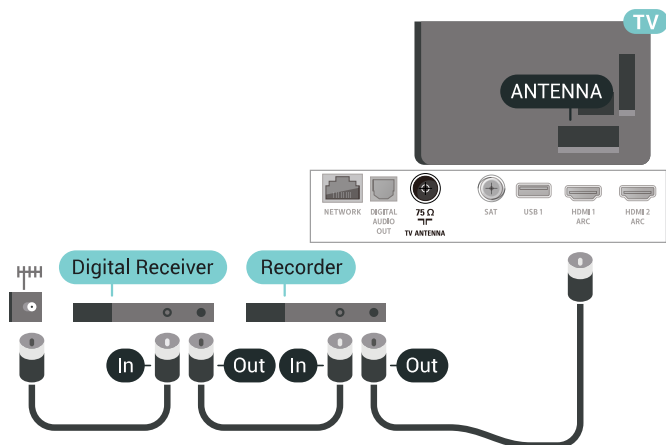 TV
ANTENNA
NETWORK
DIGITAL
AUDIO
OUT
75 Ω
TV ANTENNA
SAT
USB 1
HDMI 1
ARC
HDMI 2
ARC
Digital Receiver
Recorder
In
Out
In
Out